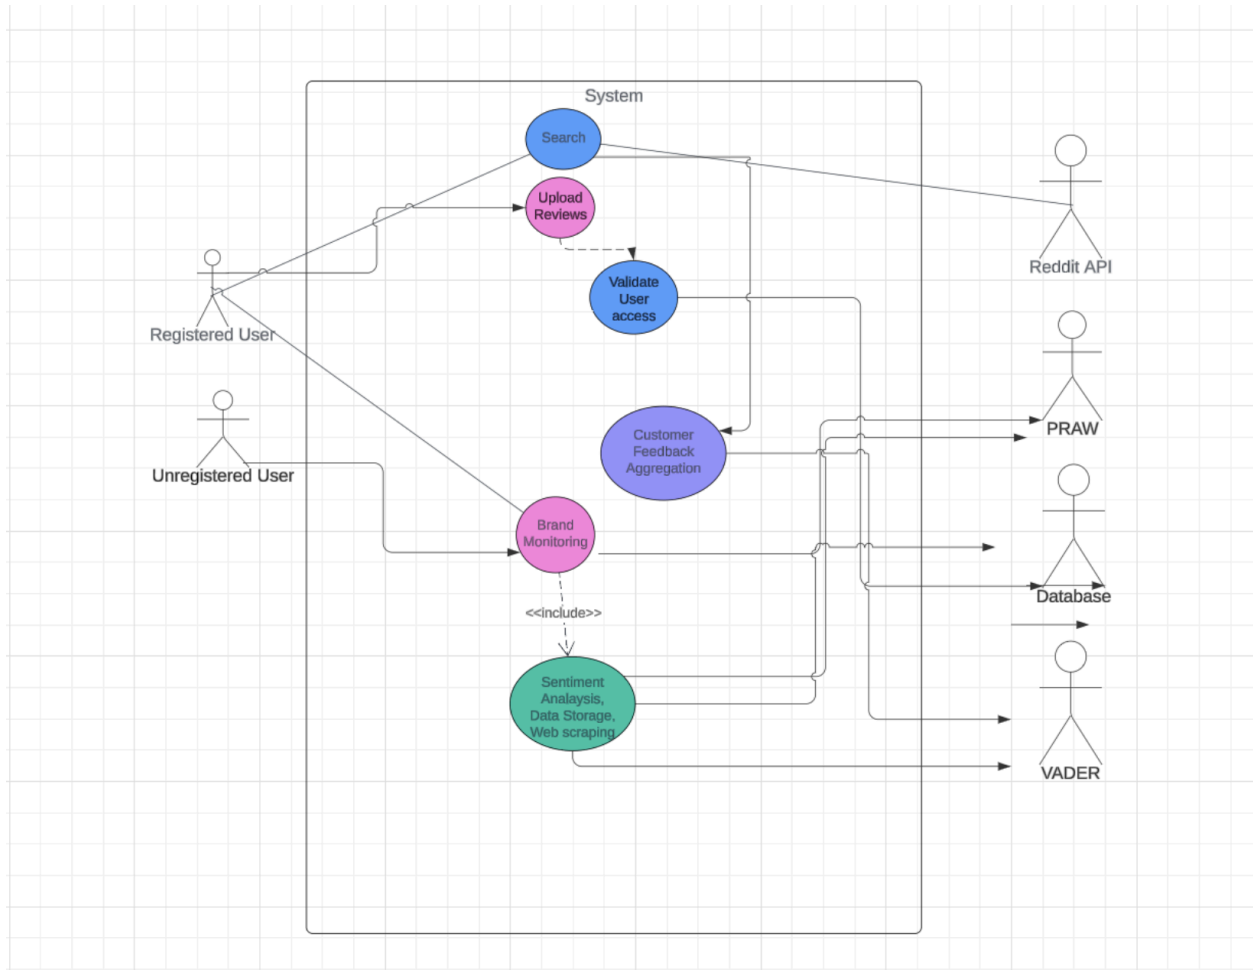 System
Search
Upload
Reviews
Validate
User
access
Registered User
Reddit API
Unregistered User
Customer
Feedback
Aggregation
PRAW
Brand
Monitoring
<<include>>
Database
Sentiment
Analaysis,
Data Storage,
Web scraping
VADER